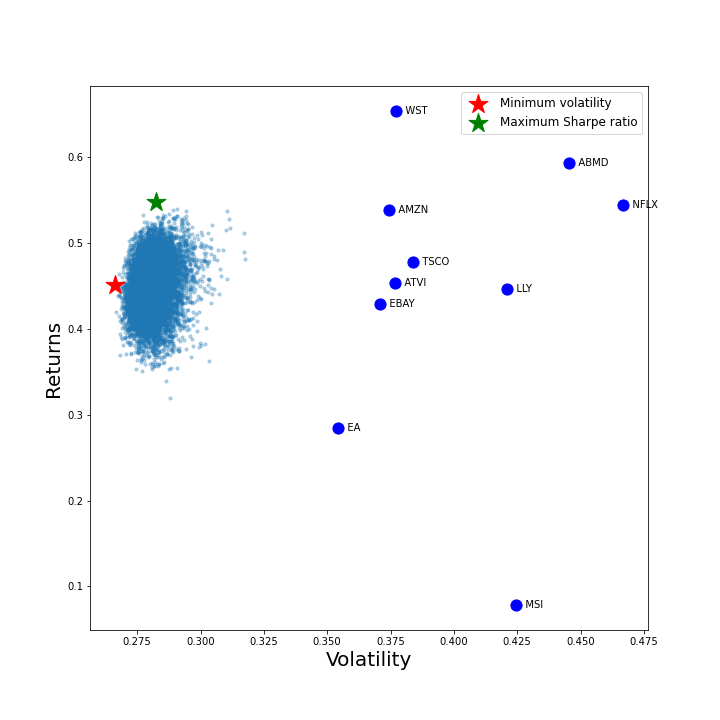 WST
Minimum volatility
Maximum Sharpe ratio
0.6
ABMD
NFLX
AMZN
0.5
TSCO
ATVI
LLY
EBAY
0.4
Returns
0.3
EA
0.2
0.1
MSI
0.275 0.300 0.325 0.350 0.375 0.400 0.425 0.450 0.475
Volatility